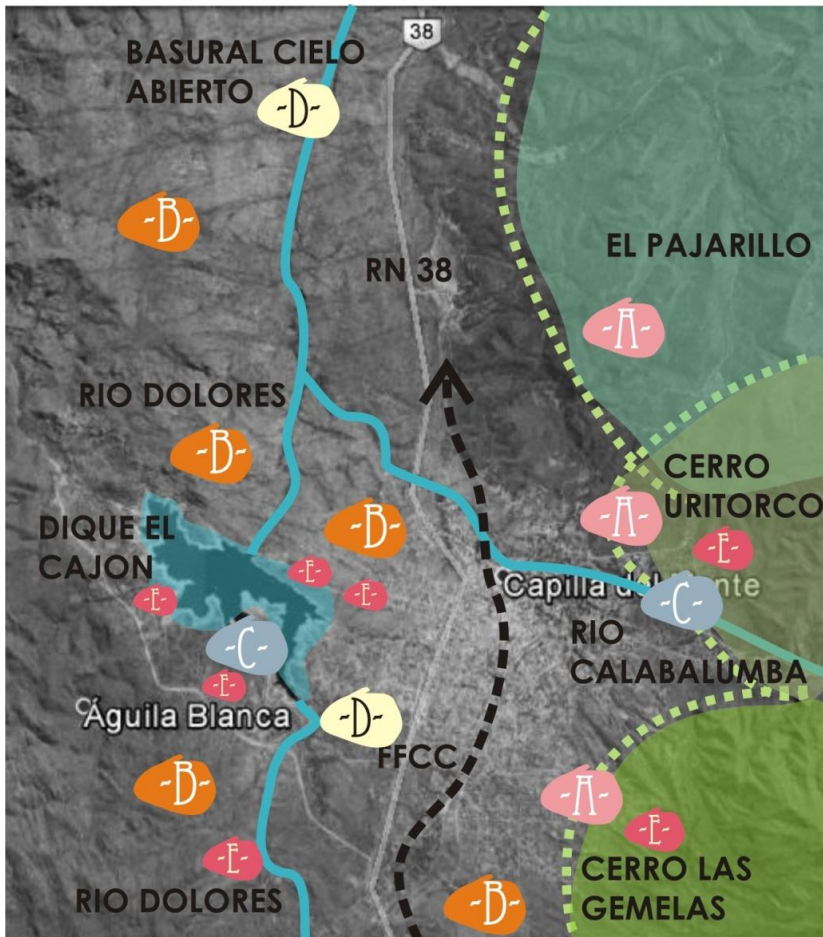 38
BASURAL CIELO
ABIERTO
-D-
-B-
EL PAJARILLO
RN 38
-A-
RIO DOLORES
-B-
CERRO
URITORCO
-A-
-E-
DIQUE EL
CAJON
-B-
-E-
-E-
-E-
Capilla del Monte
-C-
RIO
CALABALUMBA
-C-
-E-
Águila Blanca
-D-
FFCC
-B-
-A-
-E-
-E-
CERRO LAS
GEMELAS
RIO DOLORES
-B-